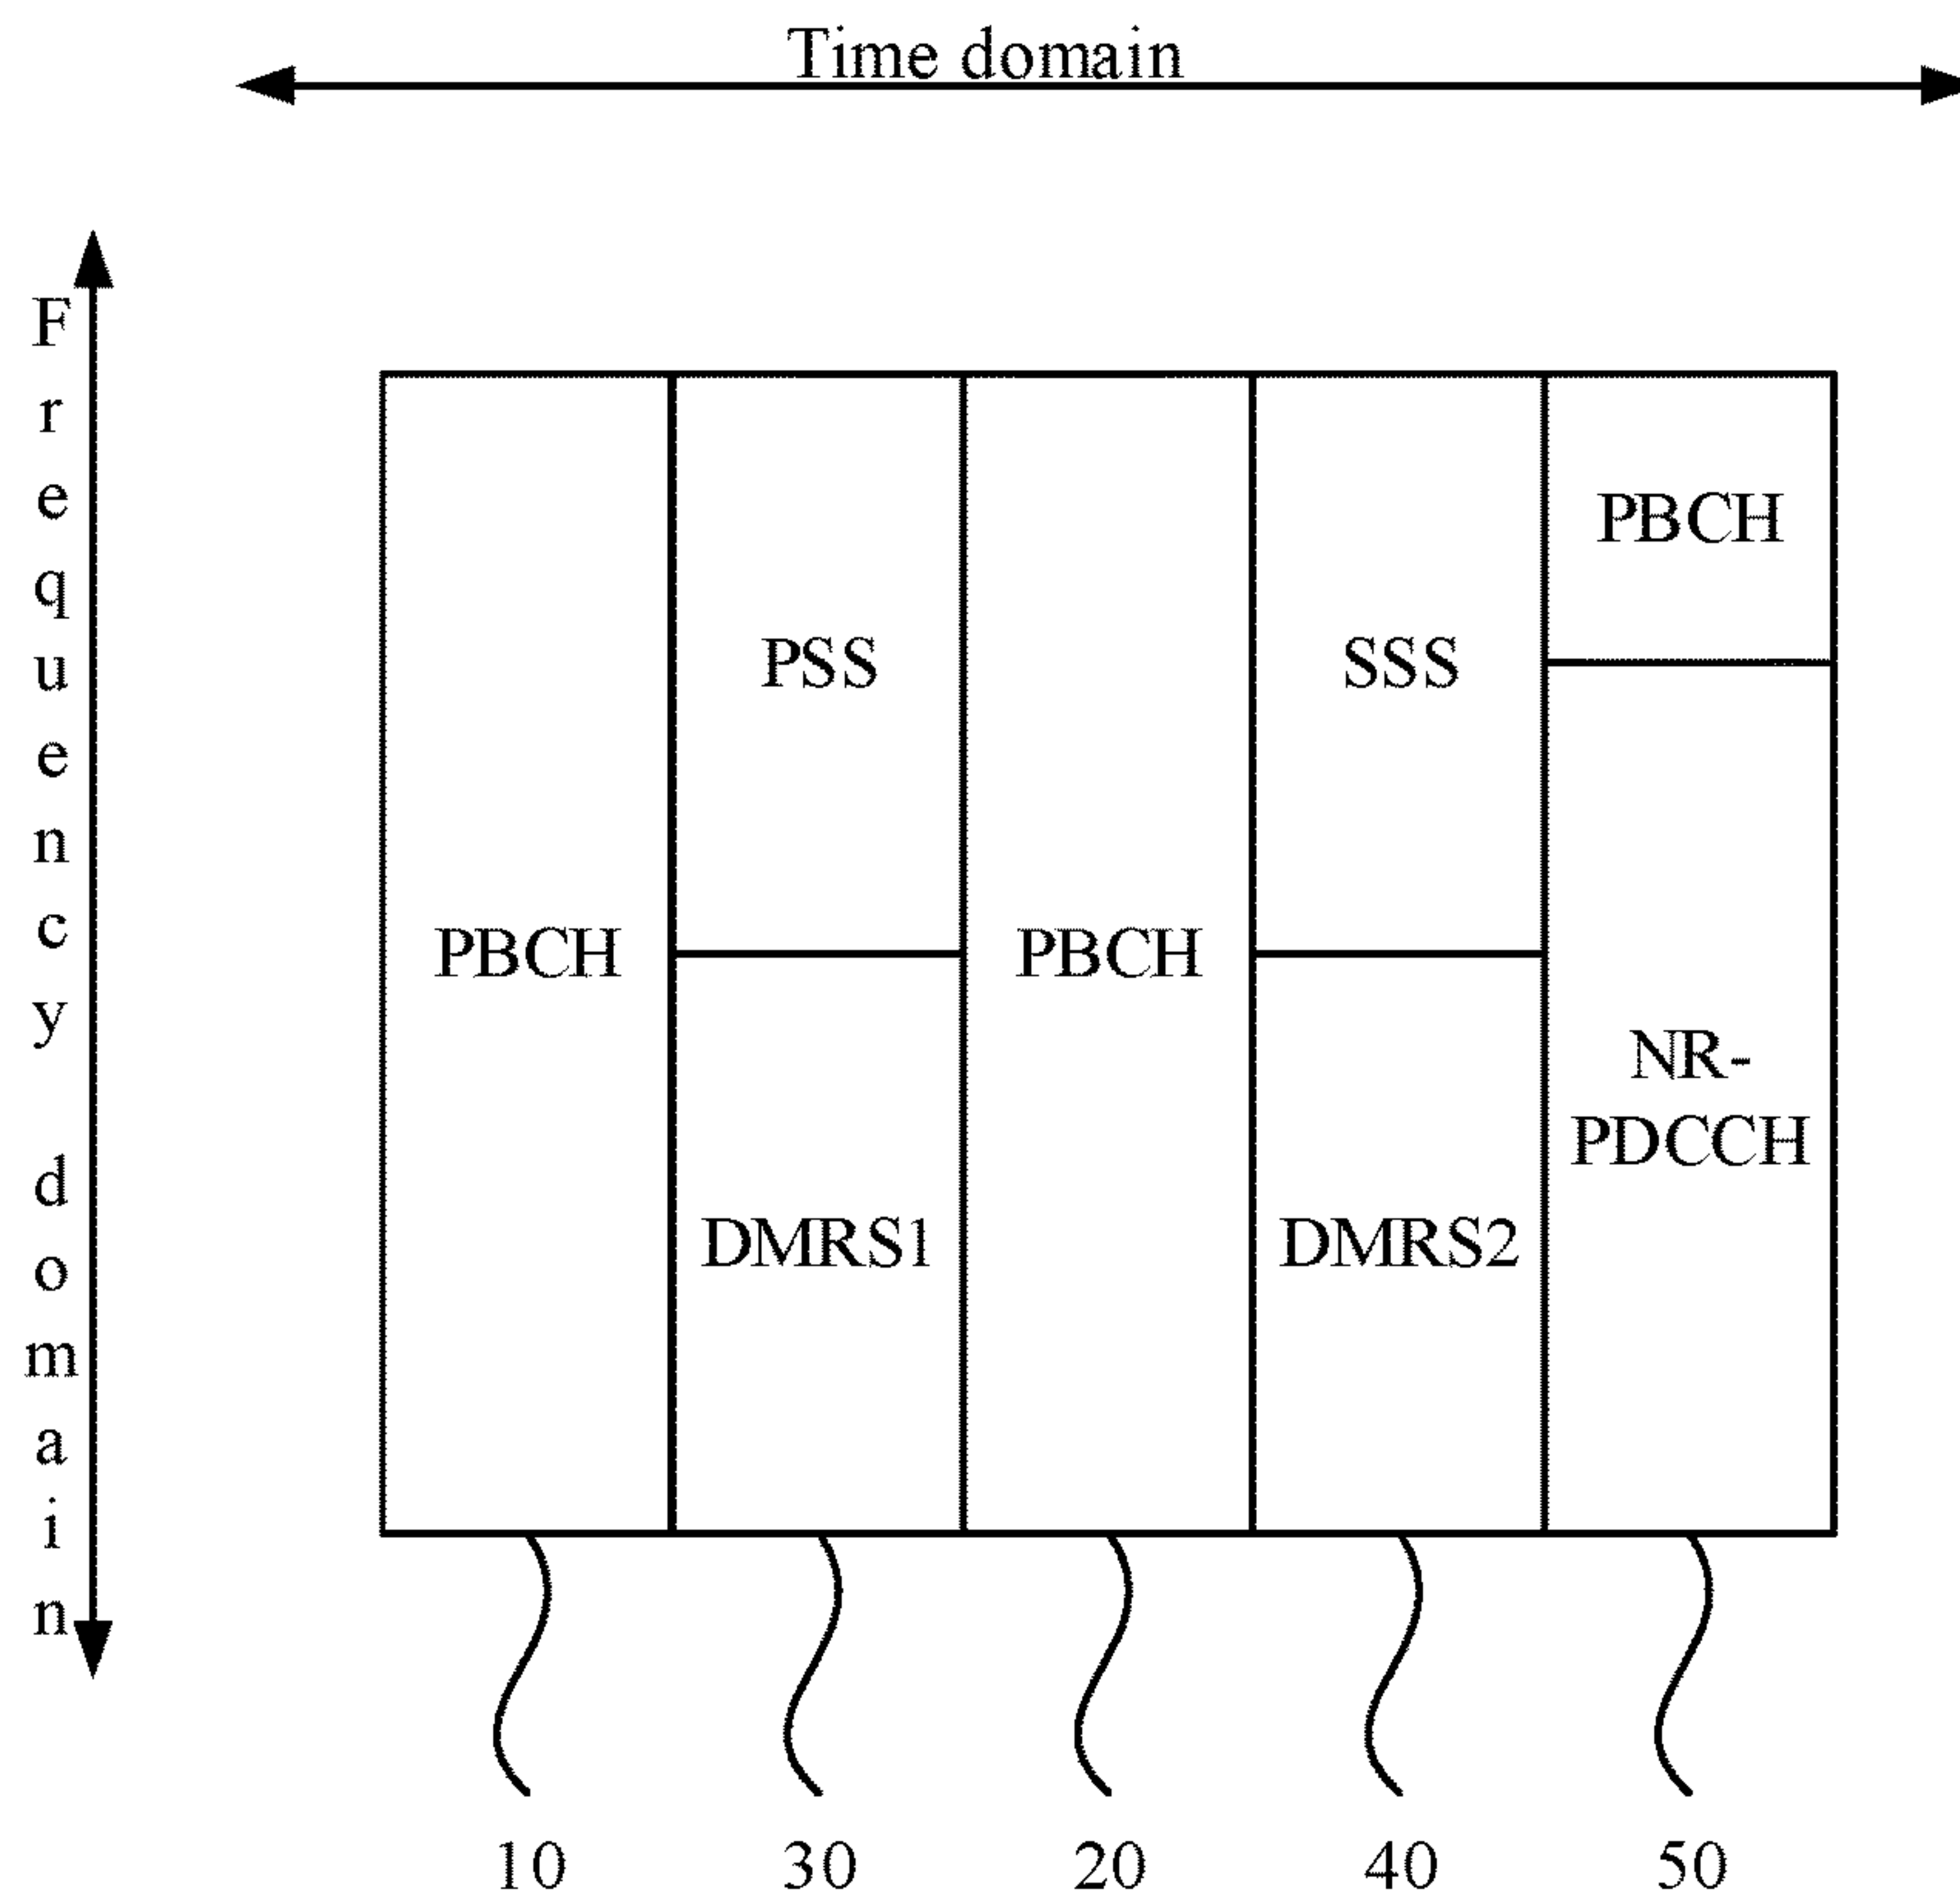 Time domain
Frequency domain
PBCH
PSS
DMRS1
PBCH
SSS
DMRS2
PBCH
NR-
PDCCH
10
30
20
40
50